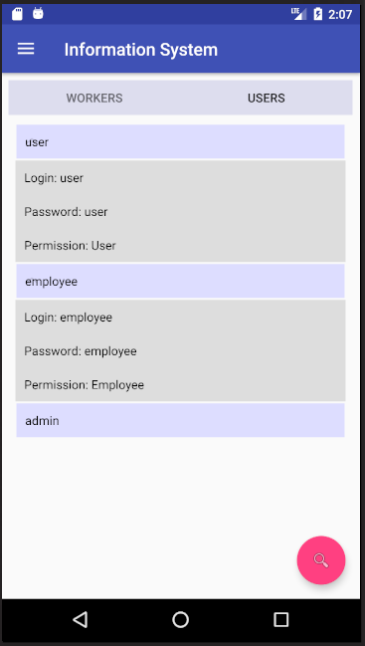 LTE 2:07
Information System
WORKERS USERS
user
Login: user
Password: user
Permission: User
employee
Login: employee
Password: employee
Permission: Employee
admin